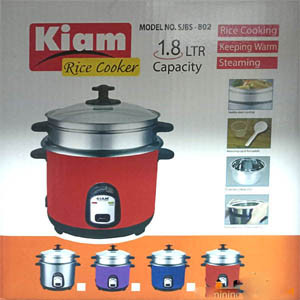 MODEL NO. SJBS - 802
Kiam
Rice Cooker
1.8 LTR
Capacity
Rice Cooking
Keeping Warm
Steaming
KIAM